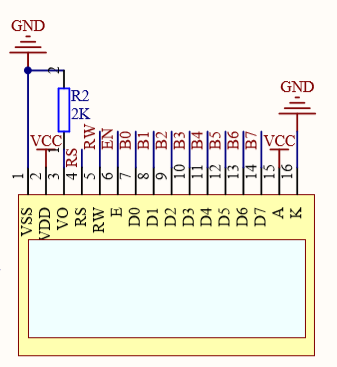 GND
2
R2
2K
GND
VCC
1
RS
RW
EN
B0
B1
B2
B3
B4
B5
B6
B7
VCC
1
2
3
4
5
6
7
8
9
10
11
12
13
14
15
16
VSS
VDD
VO
RS
RW
E
D0
D1
D2
D3
D4
D5
D6
D7
A
K